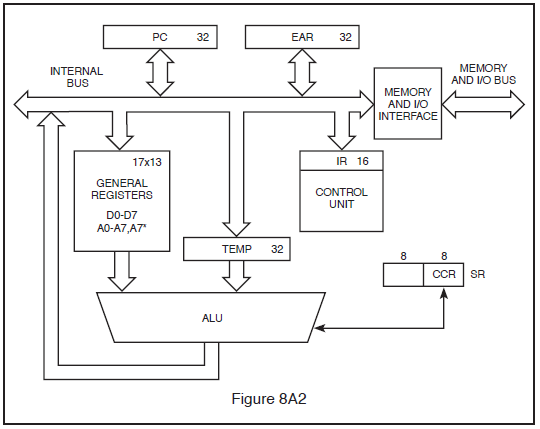 PC 32
EAR 32
INTERNAL
BUS
MEMORY
AND I/O BUS
MEMORY
AND I/O
INTERFACE
17x13
GENERAL
REGISTERS
D0-D7
A0-A7,A7*
IR 16
CONTROL
UNIT
TEMP 32
8 8
CCR SR
ALU
Figure 8A2